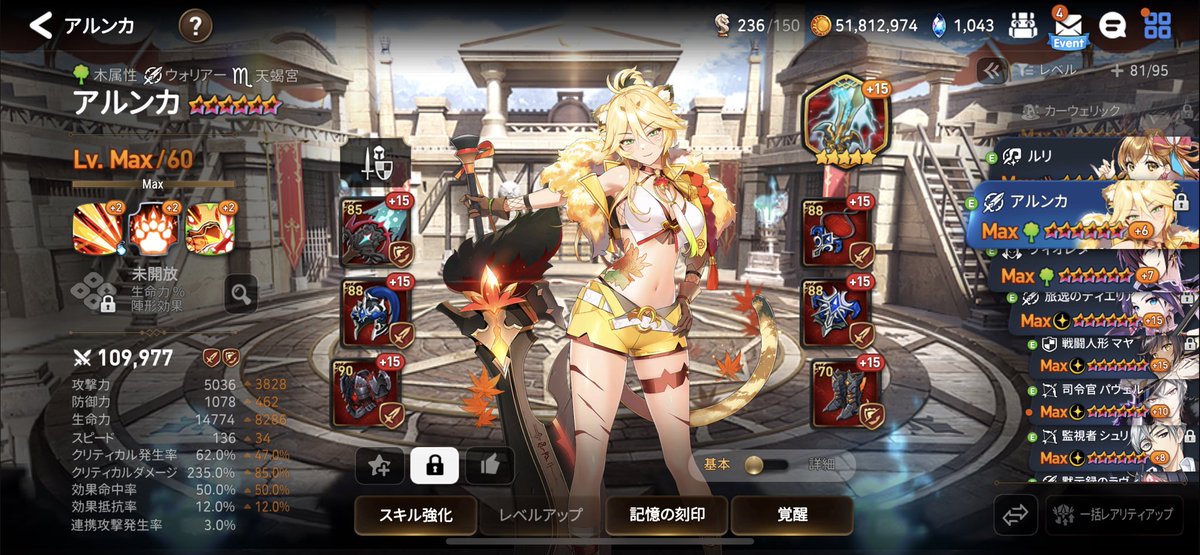 アルンカ
?
236/150
51,812,974
1,043
4
Event
木属性 ウォリアー 天蝎宮
アルンカ
Lv. Max/60
Max
+2
+2
+2
未開放
生命力%
陣形効果
109,977
攻撃力 5036 3828
防御力 1078 462
生命力 14774 8286
スピード 136 34
クリティカル発生率 62.0% 47.0%
クリティカルダメージ 235.0% 85.0%
効果命中率 50.0% 50.0%
効果抵抗率 12.0% 12.0%
連携攻撃発生率 3.0%
85 +15
88 +15
90 +15
+15
88 +15
88 +15
70 +15
基本
詳細
スキル強化
レベルアップ
記憶の刻印
覚醒
レベル
+ 81/95
カーウェリック
E ルリ
E アルンカ
Max +6
Max +7
E
Max +15
E 戦闘人形 マヤ
Max +15
E 司令官 パヴェル
Max +10
E 監視者 シュリ
Max +8
E
一括レアリティアップ